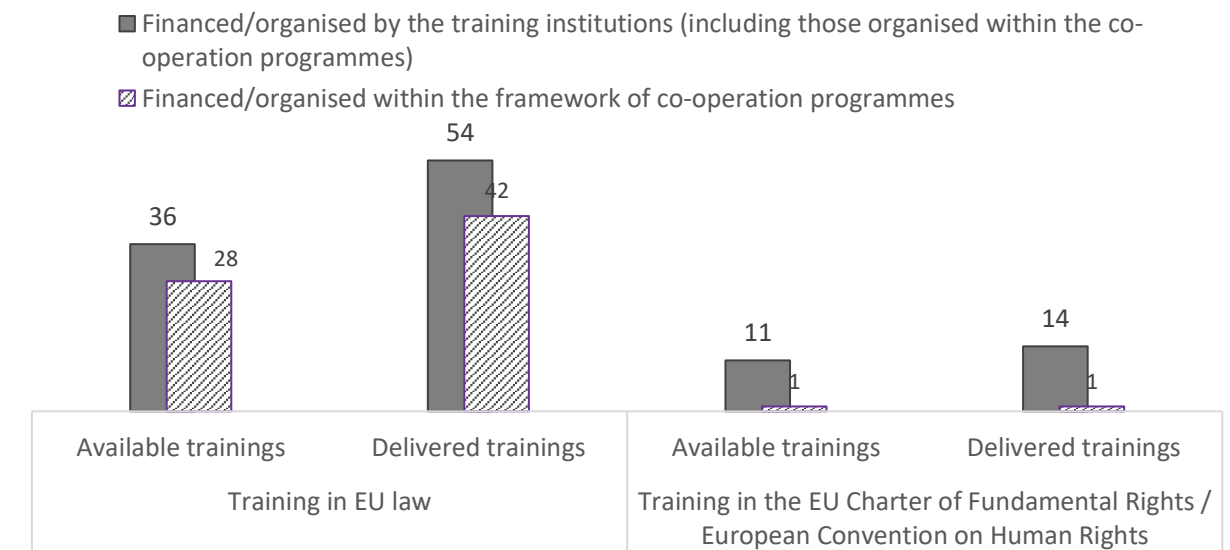 Financed/organised by the training institutions (including those organised within the co-
operation programmes)
Financed/organised within the framework of co-operation programmes
54
42
36
28
14
11
1
1
Available trainings
Delivered trainings
Available trainings
Delivered trainings
Training in EU law
Training in the EU Charter of Fundamental Rights /
European Convention on Human Rights